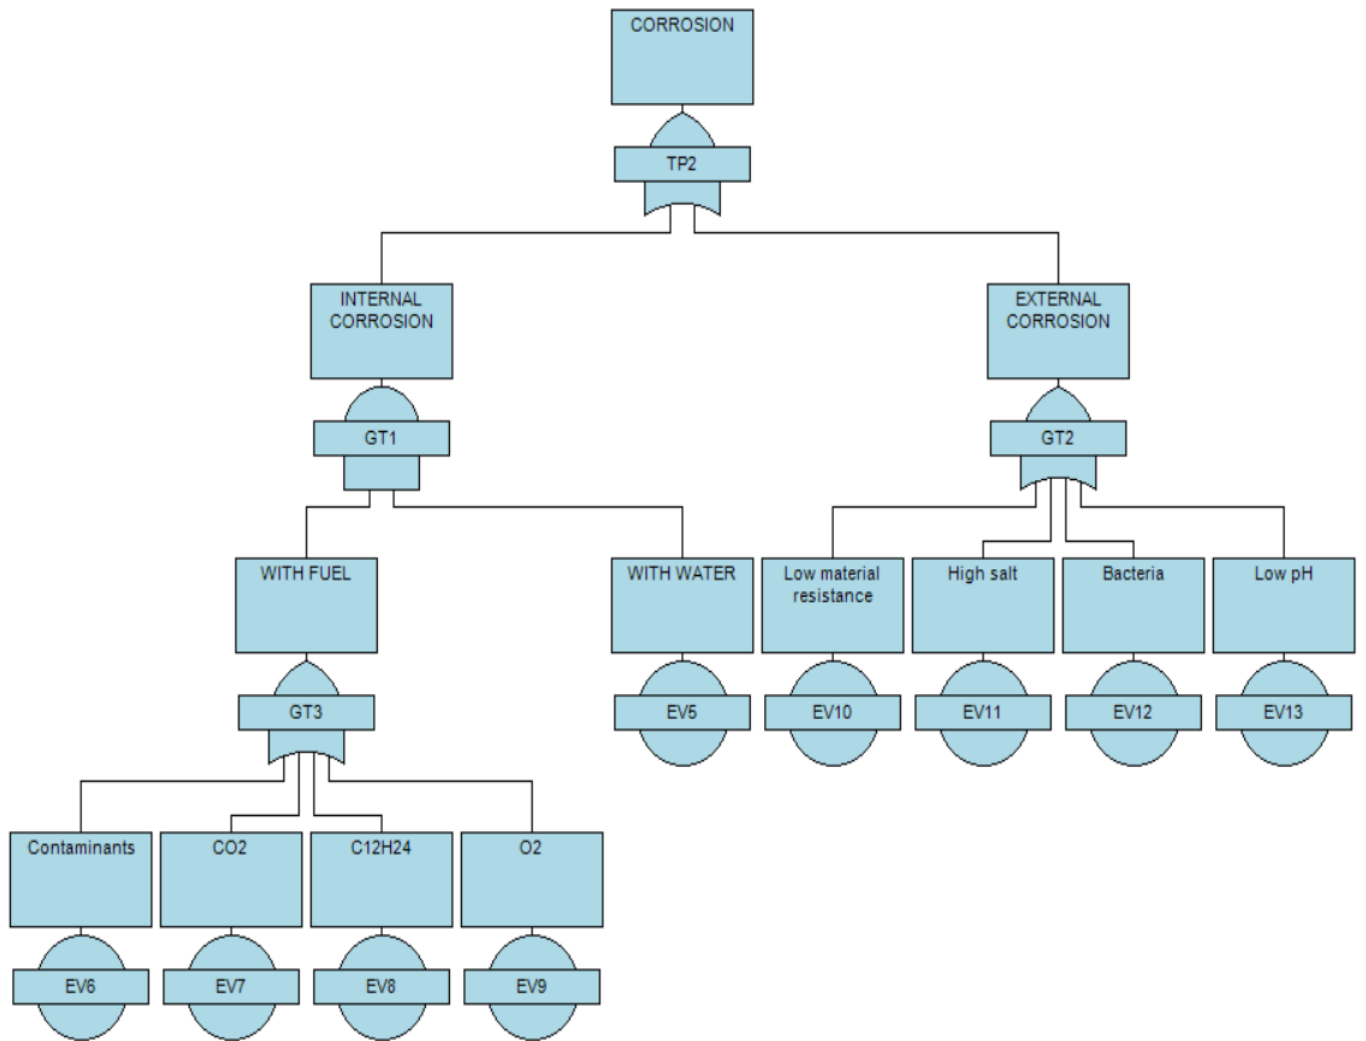 CORROSION
TP2
INTERNAL
CORROSION
EXTERNAL
CORROSION
GT1
GT2
WITH FUEL
WITH WATER
Low material
resistance
High salt
Bacteria
Low pH
GT3
EV5
EV10
EV11
EV12
EV13
Contaminants
CO2
C12H24
O2
EV6
EV7
EV8
EV9